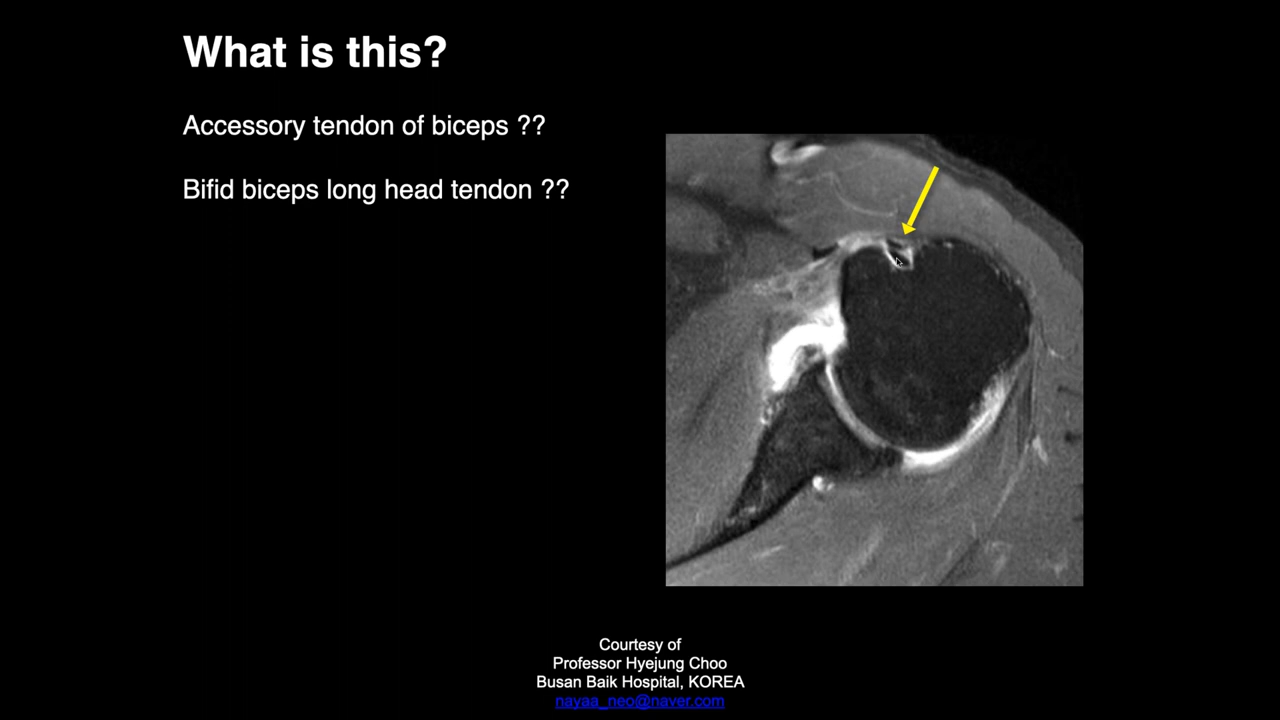 What is this?
Accessory tendon of biceps ??
Bifid biceps long head tendon ??
Courtesy of
Professor Hyejung Choo
Busan Baik Hospital, KOREA
nayaa_neo@naver.com